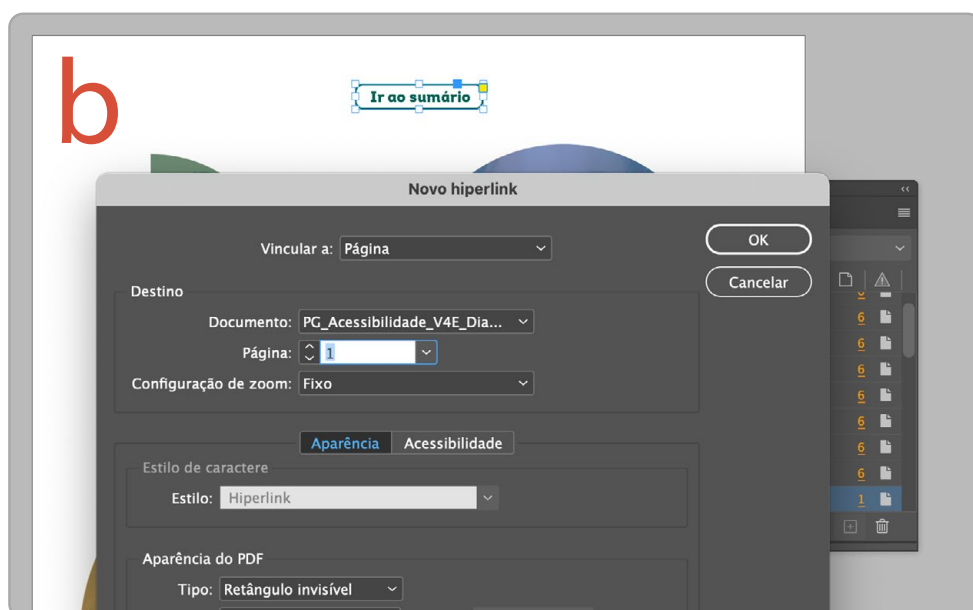 b
Ir ao sumário
Novo hiperlink
Vincular a: Página
OK
Cancelar
Destino
Documento: PG_Acessibilidade_V4E_Dia...
Página: 1
Configuração de zoom: Fixo
Aparência Acessibilidade
Estilo de caractere
Estilo: Hiperlink
Aparência do PDF
Tipo: Retângulo invisível
6
6
6
6
6
6
6
1